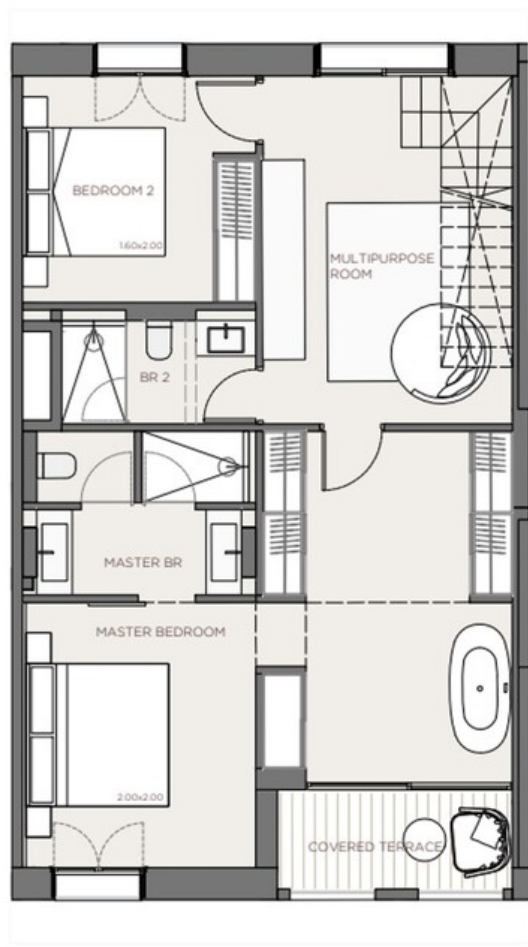 BEDROOM 2
1.60x2.00
MULTIPURPOSE
ROOM
BR 2
MASTER BR
MASTER BEDROOM
2.00x2.00
COVERED TERRACE